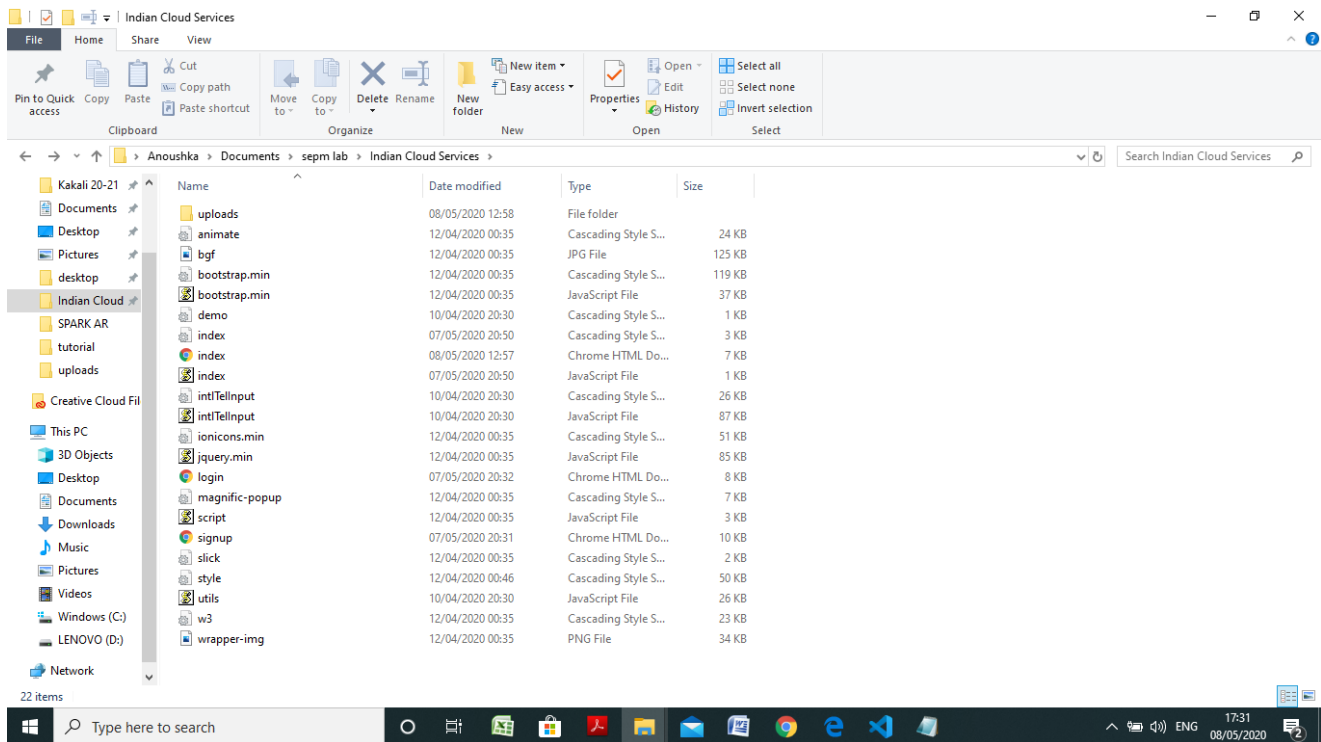 Indian Cloud Services
File Home Share View
Pin to Quick access
Copy
Paste
Cut
Copy path
Paste shortcut
Move to
Copy to
Delete
Rename
New folder
New item
Easy access
Properties
Open
Edit
History
Select all
Select none
Invert selection
Clipboard Organize New Open Select
Anoushka > Documents > sepm lab > Indian Cloud Services >
Search Indian Cloud Services
Kakali 20-21
Documents
Desktop
Pictures
desktop
Indian Cloud
SPARK AR
tutorial
uploads
Creative Cloud Fil
This PC
3D Objects
Desktop
Documents
Downloads
Music
Pictures
Videos
Windows (C:)
LENOVO (D:)
Network
Name Date modified Type Size
uploads 08/05/2020 12:58 File folder
animate 12/04/2020 00:35 Cascading Style S... 24 KB
bgf 12/04/2020 00:35 JPG File 125 KB
bootstrap.min 12/04/2020 00:35 Cascading Style S... 119 KB
bootstrap.min 12/04/2020 00:35 JavaScript File 37 KB
demo 10/04/2020 20:30 Cascading Style S... 1 KB
index 07/05/2020 20:50 Cascading Style S... 3 KB
index 08/05/2020 12:57 Chrome HTML Do... 7 KB
index 07/05/2020 20:50 JavaScript File 1 KB
intlTelInput 10/04/2020 20:30 Cascading Style S... 26 KB
intlTelInput 10/04/2020 20:30 JavaScript File 87 KB
ionicons.min 12/04/2020 00:35 Cascading Style S... 51 KB
jquery.min 12/04/2020 00:35 JavaScript File 85 KB
login 07/05/2020 20:32 Chrome HTML Do... 8 KB
magnific-popup 12/04/2020 00:35 Cascading Style S... 7 KB
script 12/04/2020 00:35 JavaScript File 3 KB
signup 07/05/2020 20:31 Chrome HTML Do... 10 KB
slick 12/04/2020 00:35 Cascading Style S... 2 KB
style 12/04/2020 00:46 Cascading Style S... 50 KB
utils 10/04/2020 20:30 JavaScript File 26 KB
w3 12/04/2020 00:35 Cascading Style S... 23 KB
wrapper-img 12/04/2020 00:35 PNG File 34 KB
22 items
Type here to search
ENG
17:31
08/05/2020
2